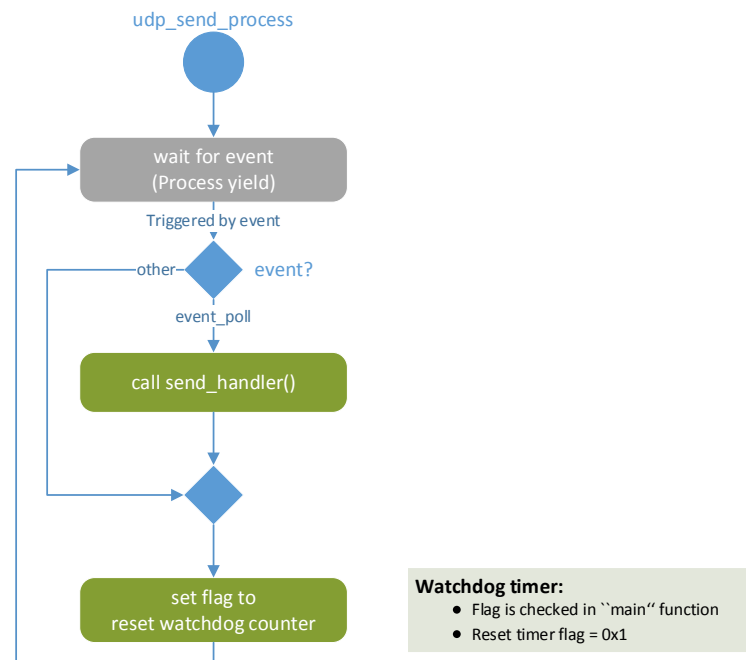 udp_send_process
wait for event
(Process yield)
Triggered by event
other
event?
event_poll
call send_handler()
set flag to
reset watchdog counter
Watchdog timer:
• Flag is checked in ``main‘‘ function
• Reset timer flag = 0x1